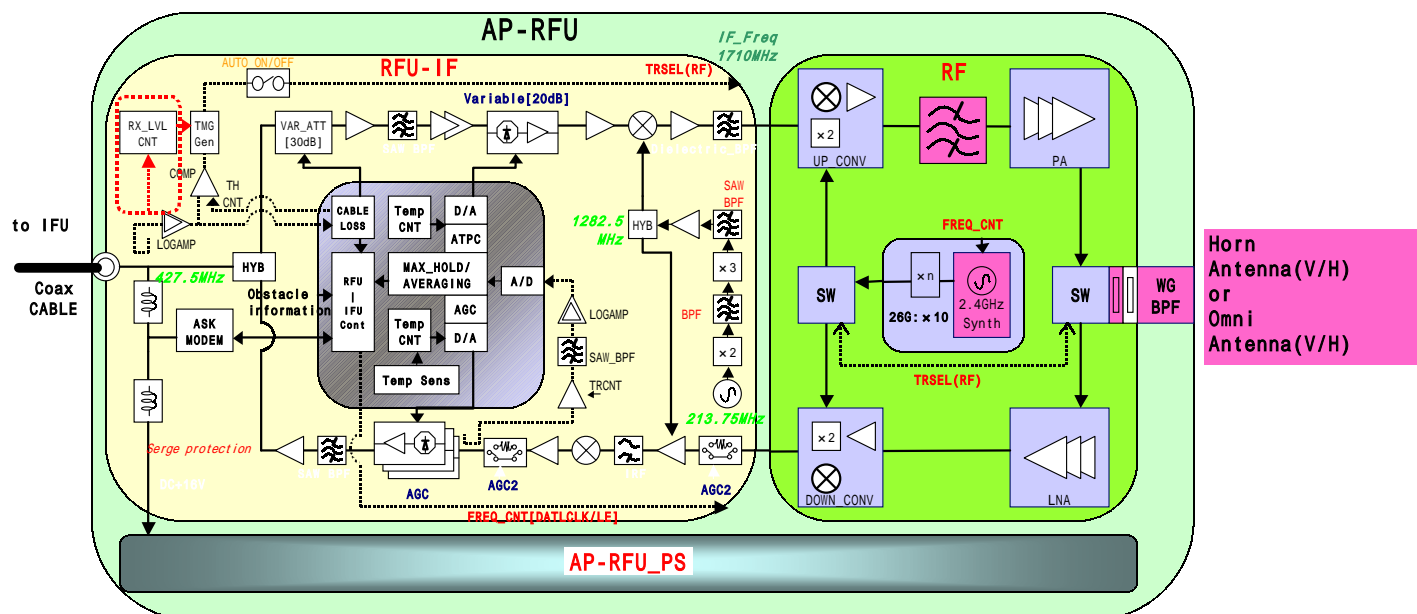 AP-RFU
IF_Freq
1710MHz
RFU-IF
AUTO_ON/OFF
TRSEL(RF)
RF
Variable[20dB]
RX_LVL
CNT
TMG
Gen
VAR_ATT
[30dB]
SAW_BPF
Dielectric_BPF
×2
UP_CONV
PA
COMP
TH
CNT
LOGAMP
CABLE
LOSS
Temp
CNT
D/A
ATPC
SAW
BPF
1282.5
MHz
HYB
FREQ_CNT
to IFU
Coax
CABLE
427.5MHz
HYB
Obstacle
information
RFU
|
IFU
Cont
MAX_HOLD/
AVERAGING
A/D
AGC
Temp
CNT
D/A
Temp Sens
LOGAMP
SAW_BPF
TRCNT
×3
BPF
×2
213.75MHz
SW
×n
2.4GHz
Synth
26G:×10
SW
WG
BPF
Horn
Antenna(V/H)
or
Omni
Antenna(V/H)
TRSEL(RF)
ASK
MODEM
Serge protection
AGC
AGC2
AGC2
×2
DOWN_CONV
LNA
FREQ_CNT[DATLCLK/LE]
AP-RFU_PS